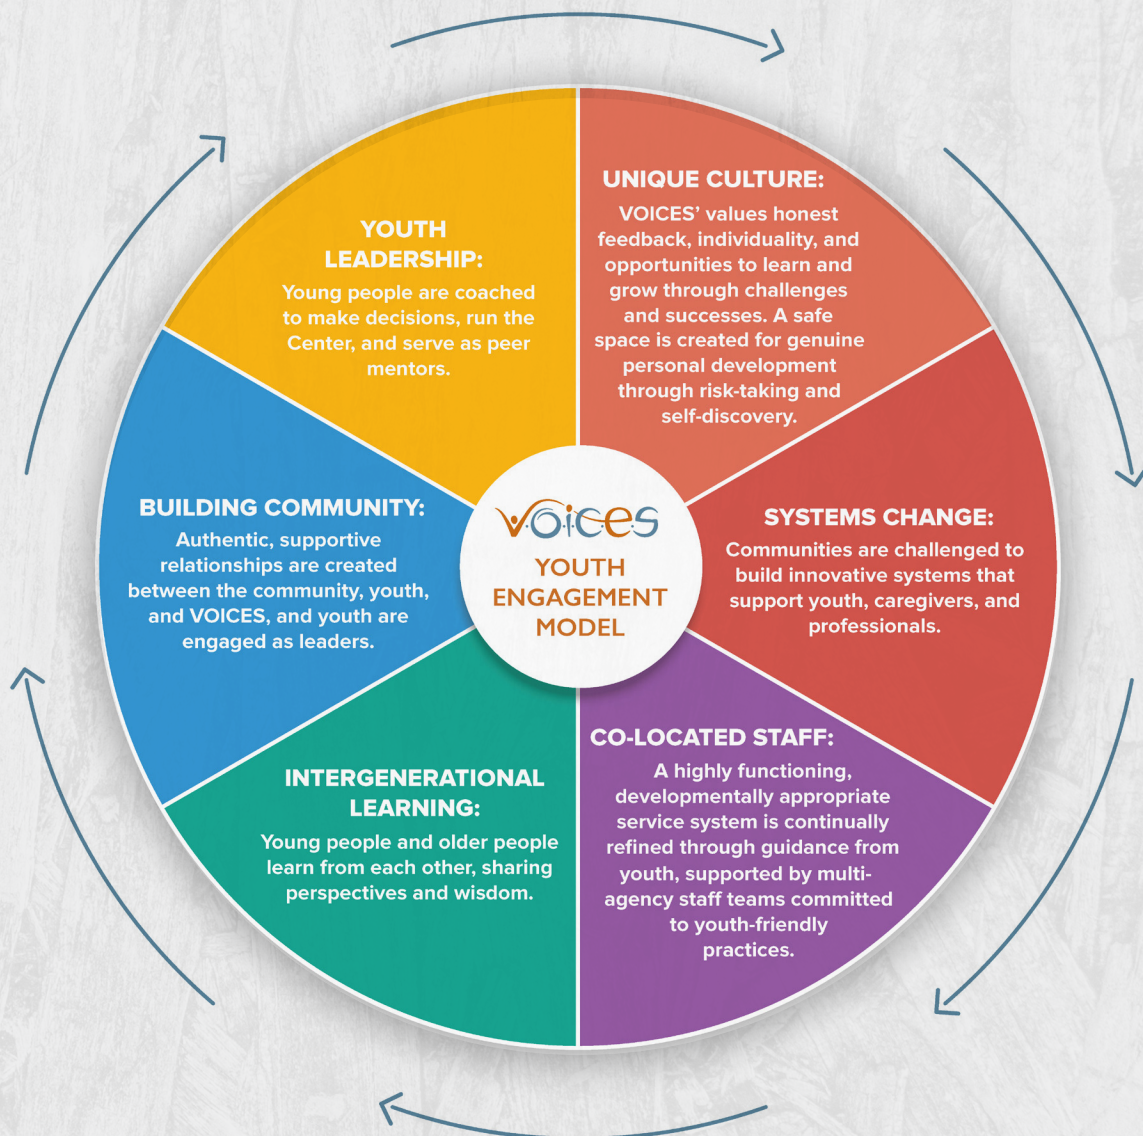 UNIQUE CULTURE:
VOICES' values honest
feedback, individuality, and
opportunities to learn and
grow through challenges
and successes. A safe
space is created for genuine
personal development
through risk-taking and
self-discovery.
SYSTEMS CHANGE:
Communities are challenged to
build innovative systems that
support youth, caregivers, and
professionals.
CO-LOCATED STAFF:
A highly functioning,
developmentally appropriate
service system is continually
refined through guidance from
youth, supported by multi-
agency staff teams committed
to youth-friendly
practices.
INTERGENERATIONAL
LEARNING:
Young people and older people
learn from each other, sharing
perspectives and wisdom.
BUILDING COMMUNITY:
Authentic, supportive
relationships are created
between the community, youth,
and VOICES, and youth are
engaged as leaders.
YOUTH
LEADERSHIP:
Young people are coached
to make decisions, run the
Center, and serve as peer
mentors.
voices
YOUTH
ENGAGEMENT
MODEL